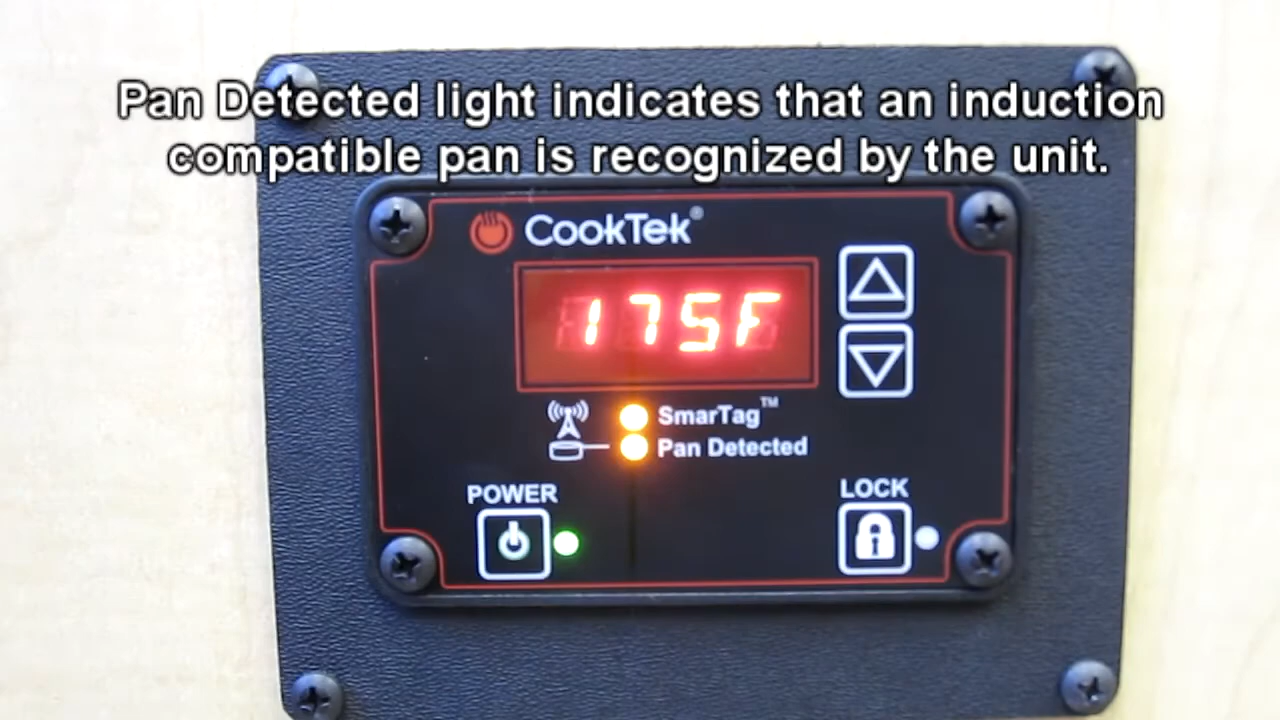 Pan Detected light indicates that an induction
compatible pan is recognized by the unit.
CookTek®
175F
SmarTag™
Pan Detected
POWER
LOCK